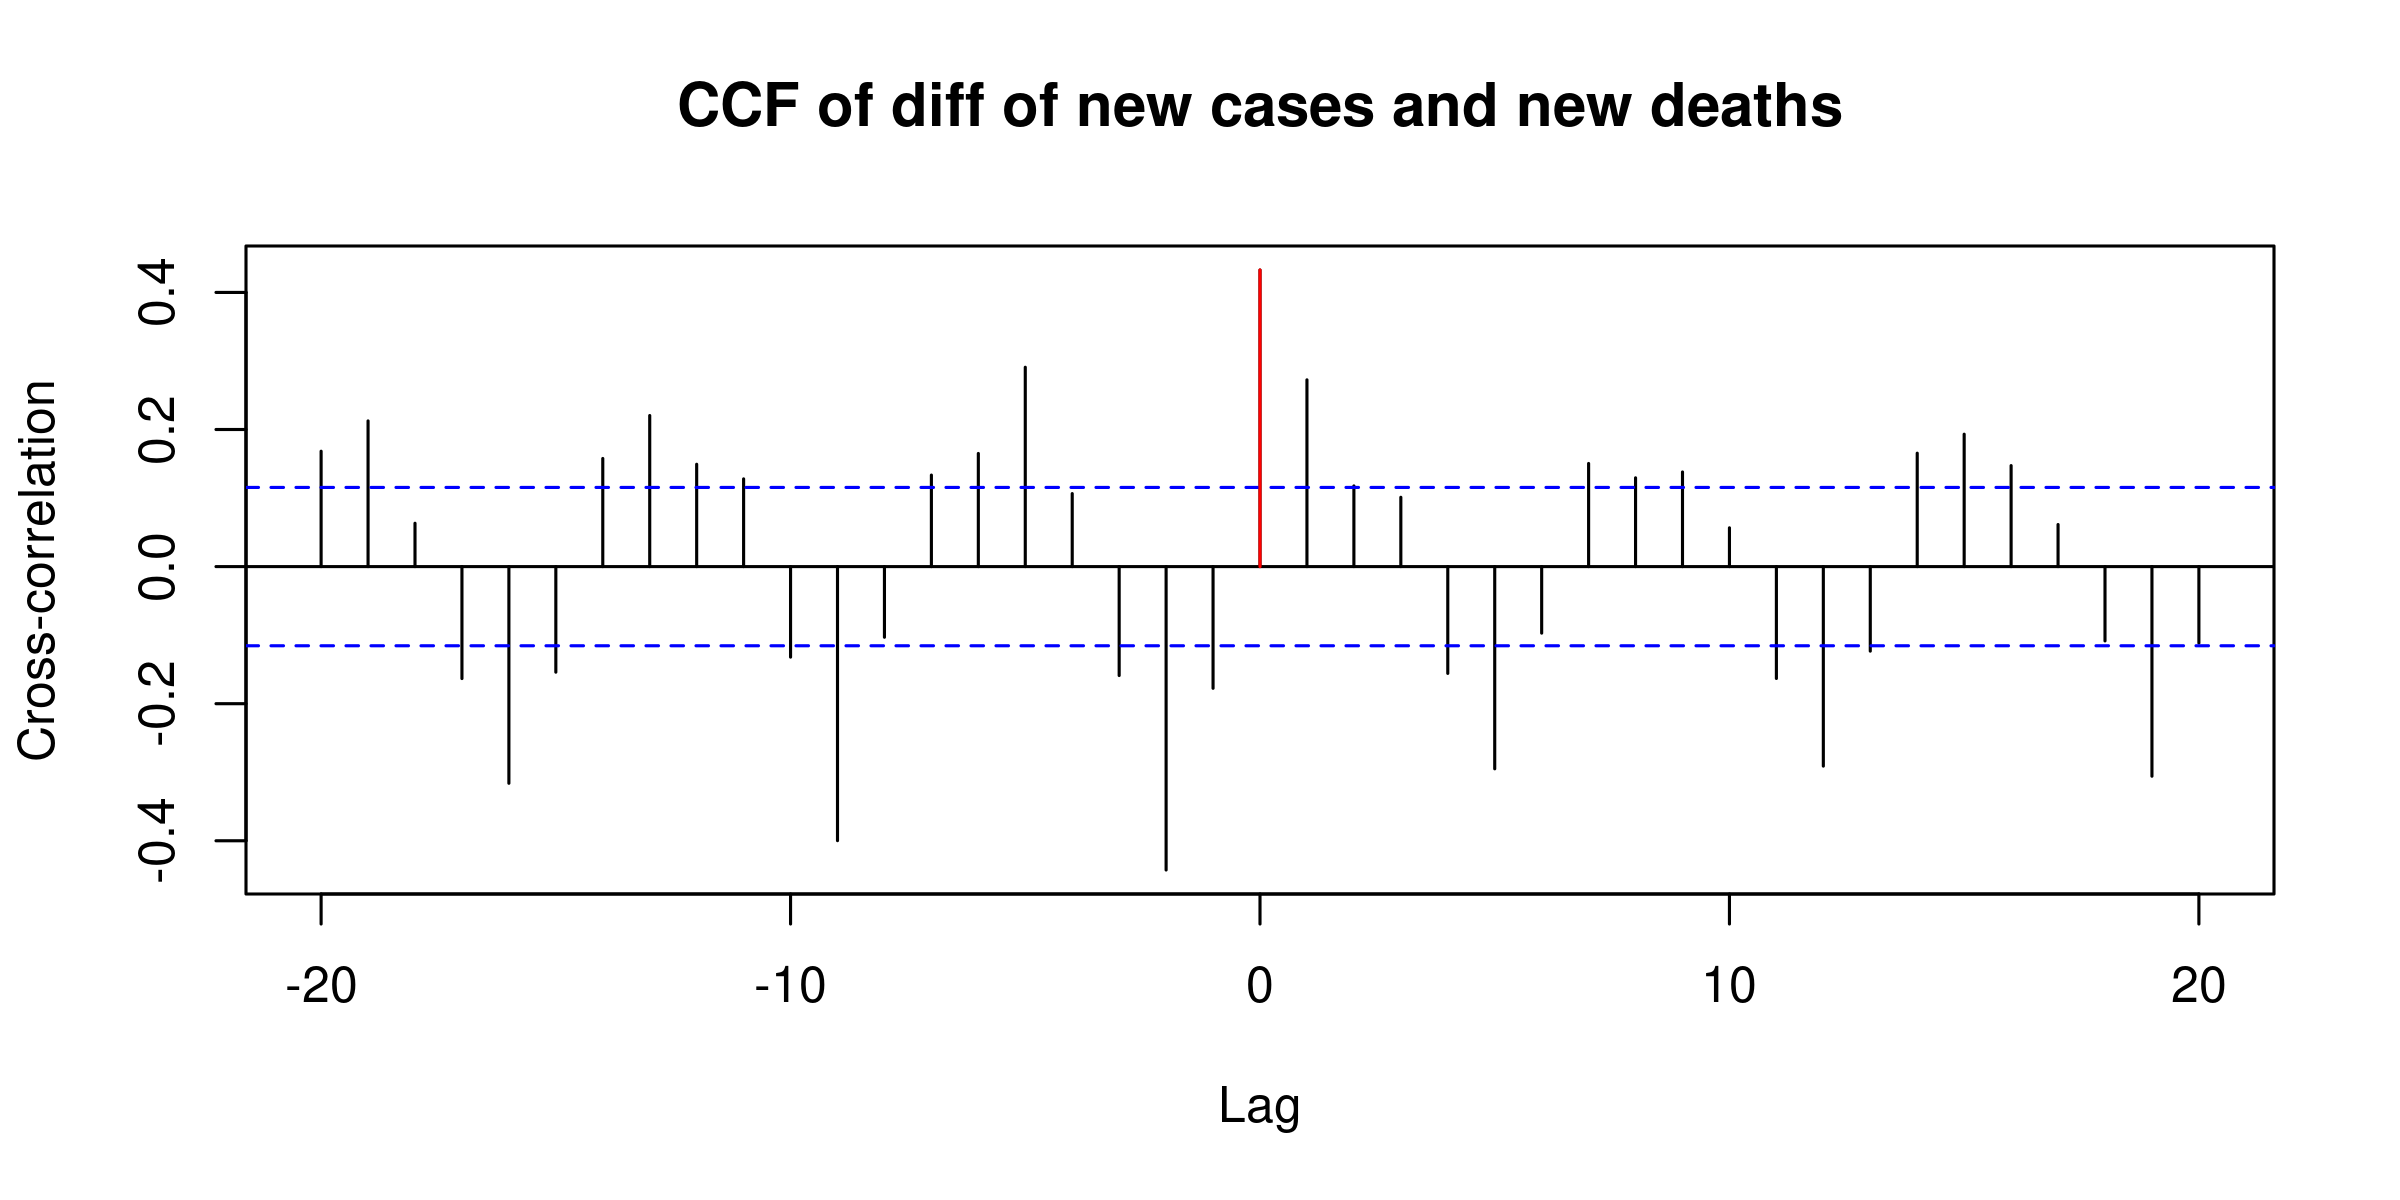 CCF of diff of new cases and new deaths
Cross-correlation
0.4
0.2
0.0
-0.2
-0.4
-20 -10 0 10 20
Lag